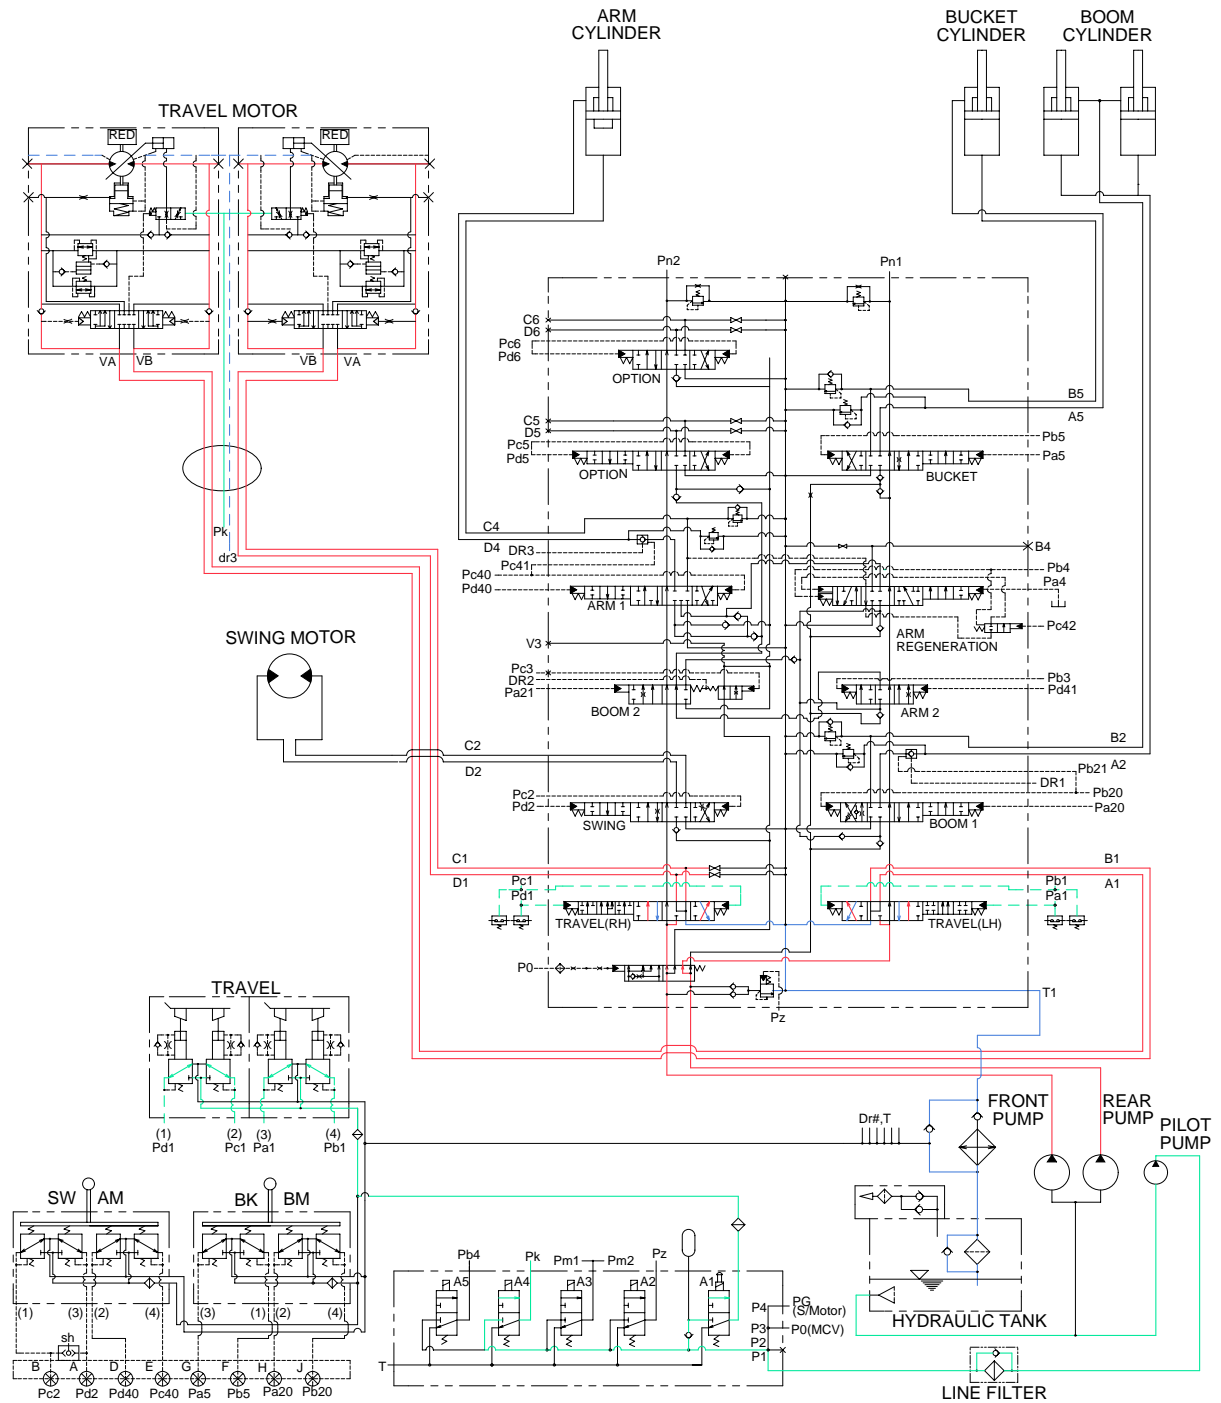 ARM
CYLINDER
BUCKET
CYLINDER
BOOM
CYLINDER
TRAVEL MOTOR
RED
RED
VA
VB
VB
VA
Pk
dr3
SWING MOTOR
Pn2
Pn1
C6
D6
Pc6
Pd6
OPTION
C5
D5
Pc5
Pd5
OPTION
B5
A5
Pb5
Pa5
BUCKET
C4
D4
DR3
Pc41
Pc40
Pd40
ARM 1
B4
Pb4
Pa4
Pc42
ARM
REGENERATION
V3
Pc3
DR2
Pa21
BOOM 2
Pb3
Pd41
ARM 2
C2
D2
B2
A2
Pb21
DR1
Pc2
Pd2
SWING
Pb20
Pa20
BOOM 1
C1
D1
B1
A1
Pc1
Pd1
TRAVEL(RH)
Pb1
Pa1
TRAVEL(LH)
P0
Pz
T1
TRAVEL
(1)
Pd1
(2)
Pc1
(3)
Pa1
(4)
Pb1
Dr#,T
FRONT
PUMP
REAR
PUMP
PILOT
PUMP
SW
AM
BK
BM
(1)
(3)
(2)
(4)
(3)
(1)
(2)
(4)
sh
B
A
D
E
G
F
H
J
Pc2
Pd2
Pd40
Pc40
Pa5
Pb5
Pa20
Pb20
Pb4
Pk
Pm1
Pm2
Pz
A5
A4
A3
A2
A1
T
P4
PG
(S/Motor)
P3
P0(MCV)
P2
P1
HYDRAULIC TANK
LINE FILTER